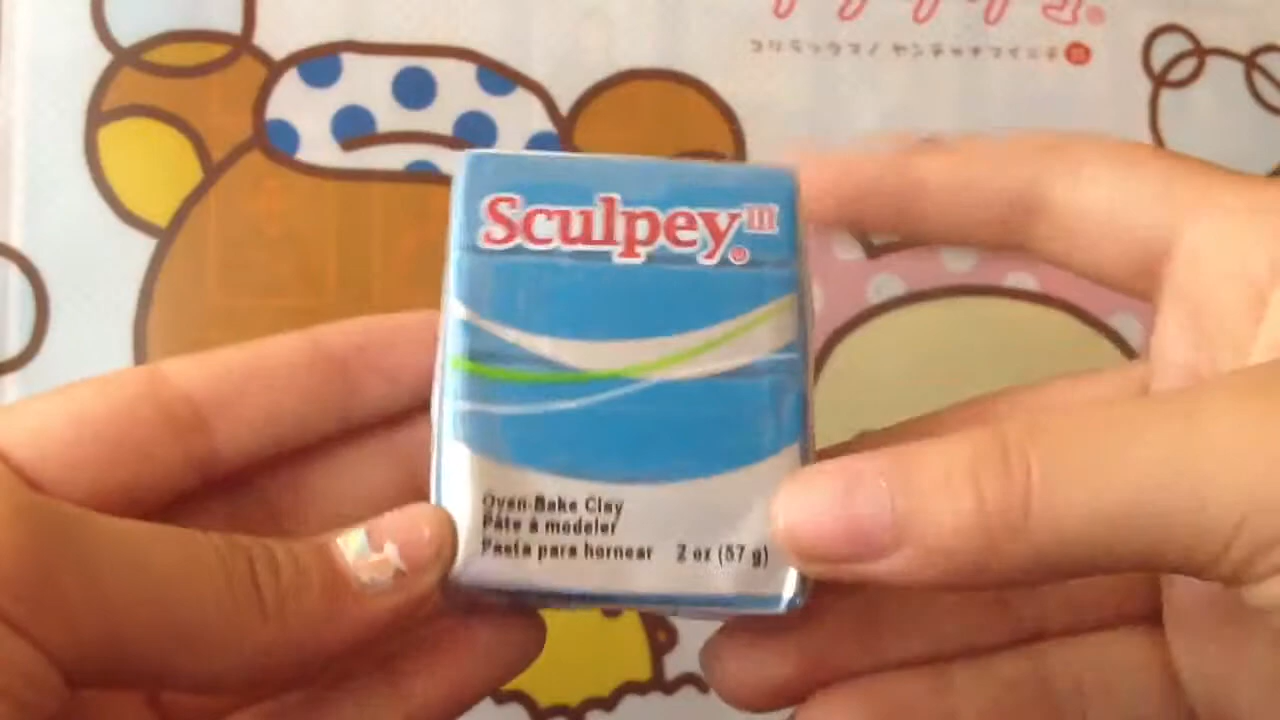 Sculpey III
Oven-Bake Clay
Pâte à modeler
Pasta para hornear 2 oz (57 g)